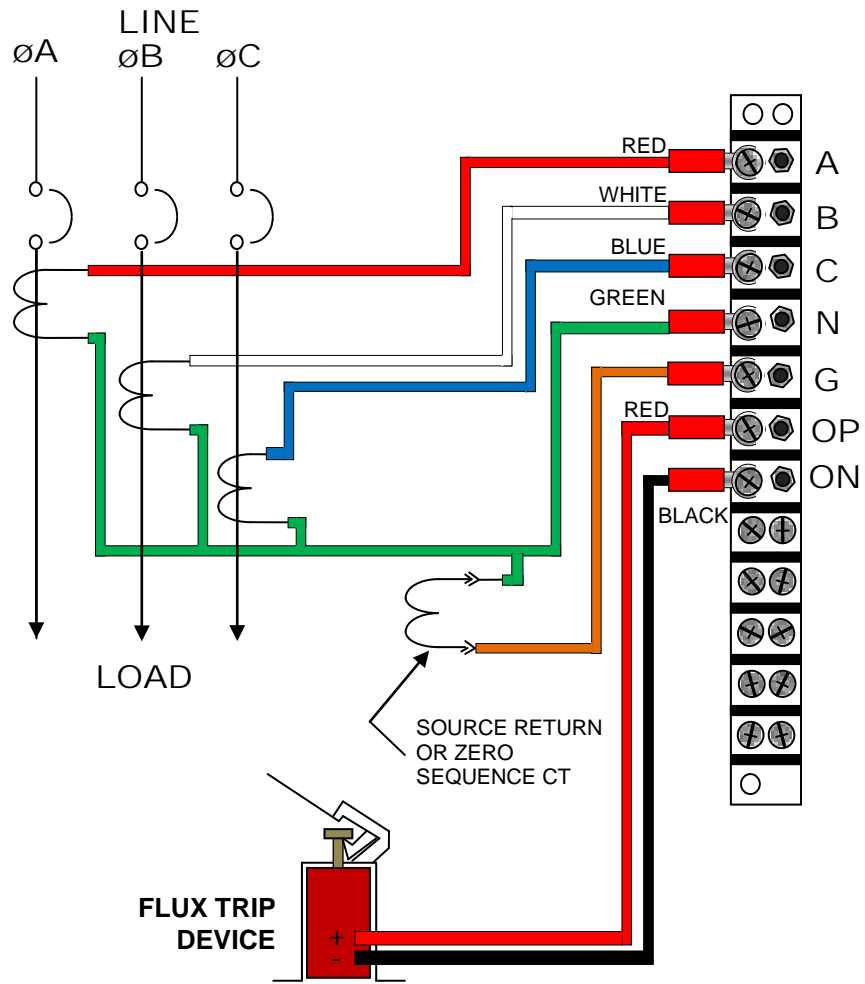 LINE
øA
øB
øC
RED
A
WHITE
B
BLUE
C
GREEN
N
G
RED
OP
ON
BLACK
LOAD
SOURCE RETURN
OR ZERO
SEQUENCE CT
FLUX TRIP
DEVICE
+
-